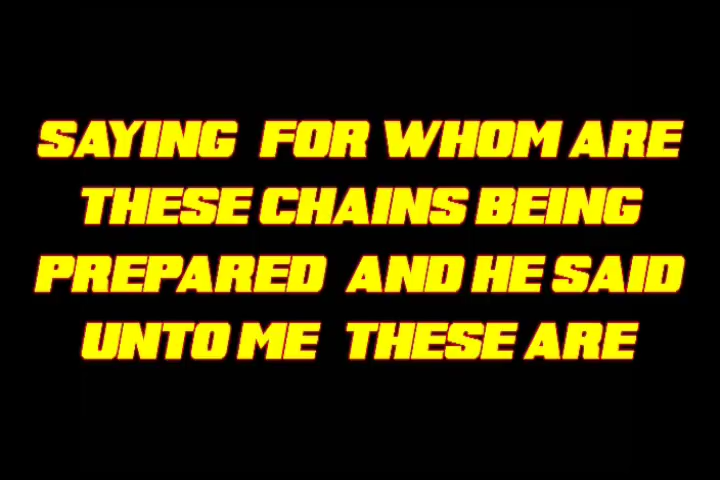 SAYING FOR WHOM ARE
THESE CHAINS BEING
PREPARED AND HE SAID
UNTO ME THESE ARE